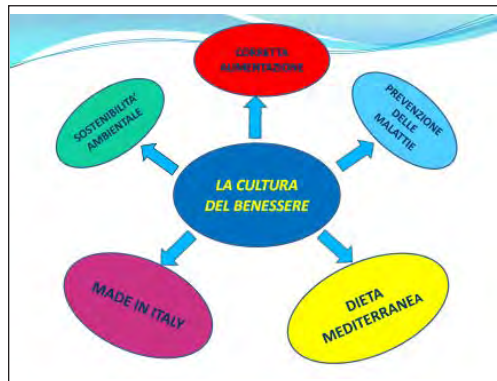 CORRETTA
ALIMENTAZIONE
SOSTENIBILITA'
AMBIENTALE
PREVENZIONE
DELLE
MALATTIE
LA CULTURA
DEL BENESSERE
MADE IN ITALY
DIETA
MEDITERRANEA